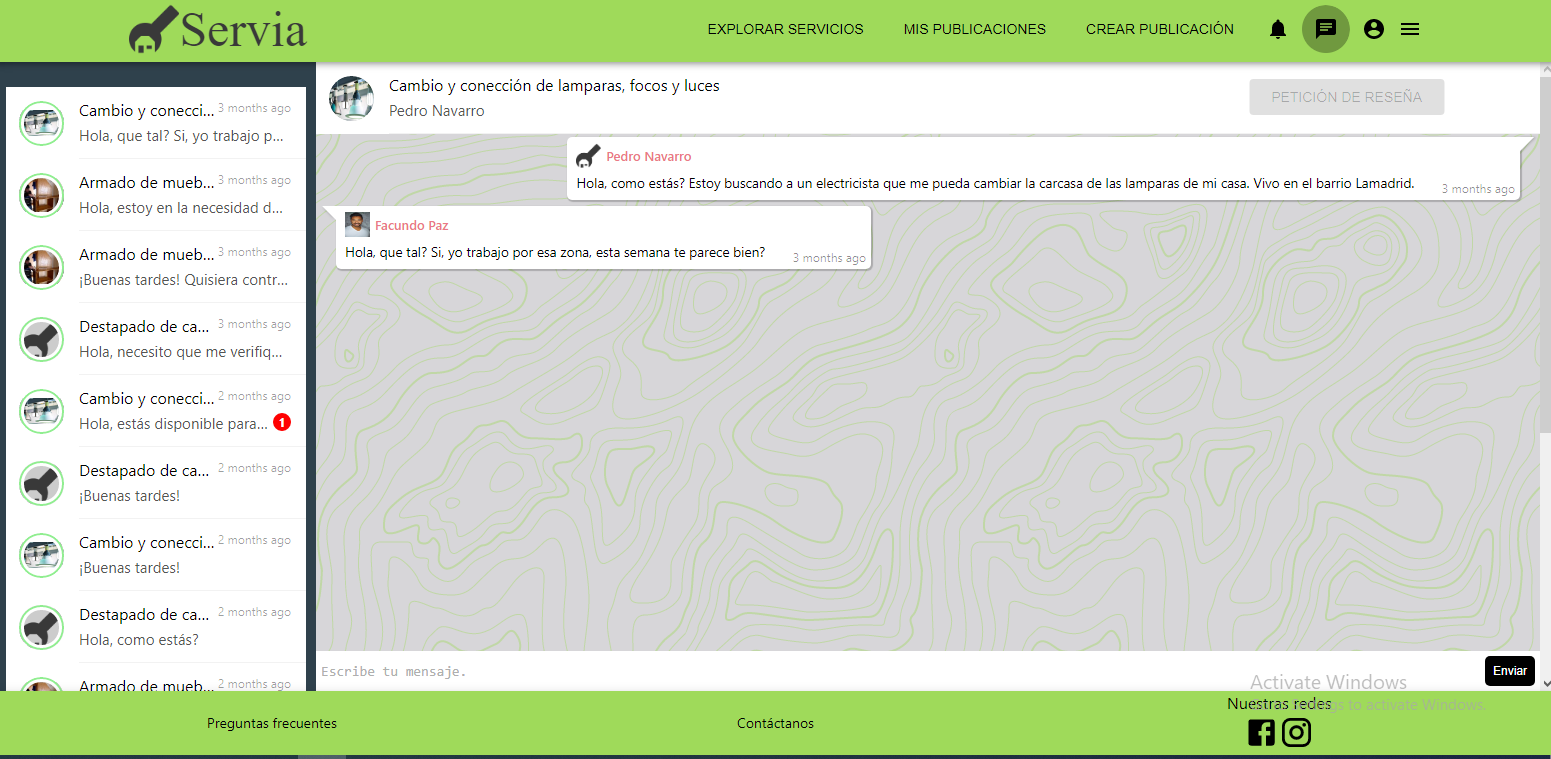 Servia
EXPLORAR SERVICIOS
MIS PUBLICACIONES
CREAR PUBLICACIÓN
Cambio y conecci... 3 months ago
Hola, que tal? Si, yo trabajo p...
Armado de mueb... 3 months ago
Hola, estoy en la necesidad d...
Armado de mueb... 3 months ago
¡Buenas tardes! Quisiera contr...
Destapado de ca... 3 months ago
Hola, necesito que me verifiq...
Cambio y conecci... 2 months ago
Hola, estás disponible para... 1
Destapado de ca... 2 months ago
¡Buenas tardes!
Cambio y conecci... 2 months ago
¡Buenas tardes!
Destapado de ca... 2 months ago
Hola, como estás?
Armado de mueb... 2 months ago
Cambio y conección de lamparas, focos y luces
Pedro Navarro
PETICIÓN DE RESEÑA
Pedro Navarro
Hola, como estás? Estoy buscando a un electricista que me pueda cambiar la carcasa de las lamparas de mi casa. Vivo en el barrio Lamadrid.
3 months ago
Facundo Paz
Hola, que tal? Si, yo trabajo por esa zona, esta semana te parece bien?
3 months ago
Escribe tu mensaje.
Enviar
Activate Windows
to activate Windows.
Preguntas frecuentes
Contáctanos
Nuestras redes